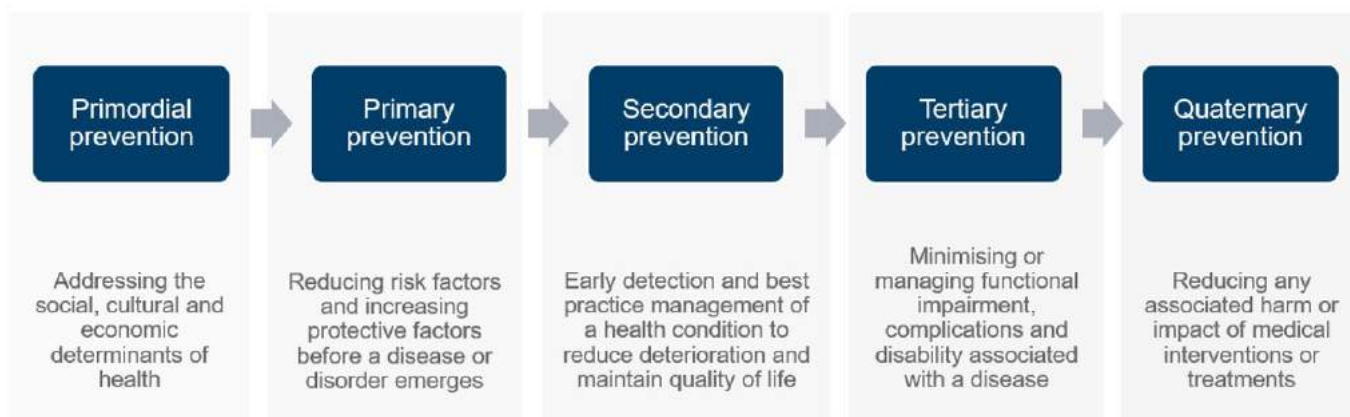 Primordial
prevention
Primary
prevention
Secondary
prevention
Tertiary
prevention
Quaternary
prevention
Addressing the
social, cultural and
economic
determinants of
health
Reducing risk factors
and increasing
protective factors
before a disease or
disorder emerges
Early detection and best
practice management of
a health condition to
reduce deterioration and
maintain quality of life
Minimising or
managing functional
impairment,
complications and
disability associated
with a disease
Reducing any
associated harm or
impact of medical
interventions or
treatments